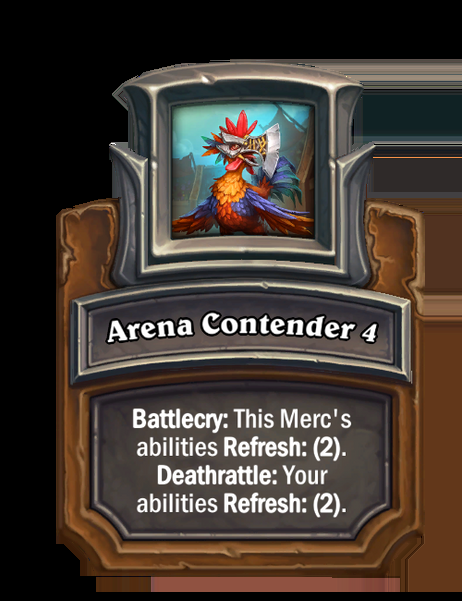 Arena Contender 4
Battlecry: This Merc's
abilities Refresh: (2).
Deathrattle: Your
abilities Refresh: (2).